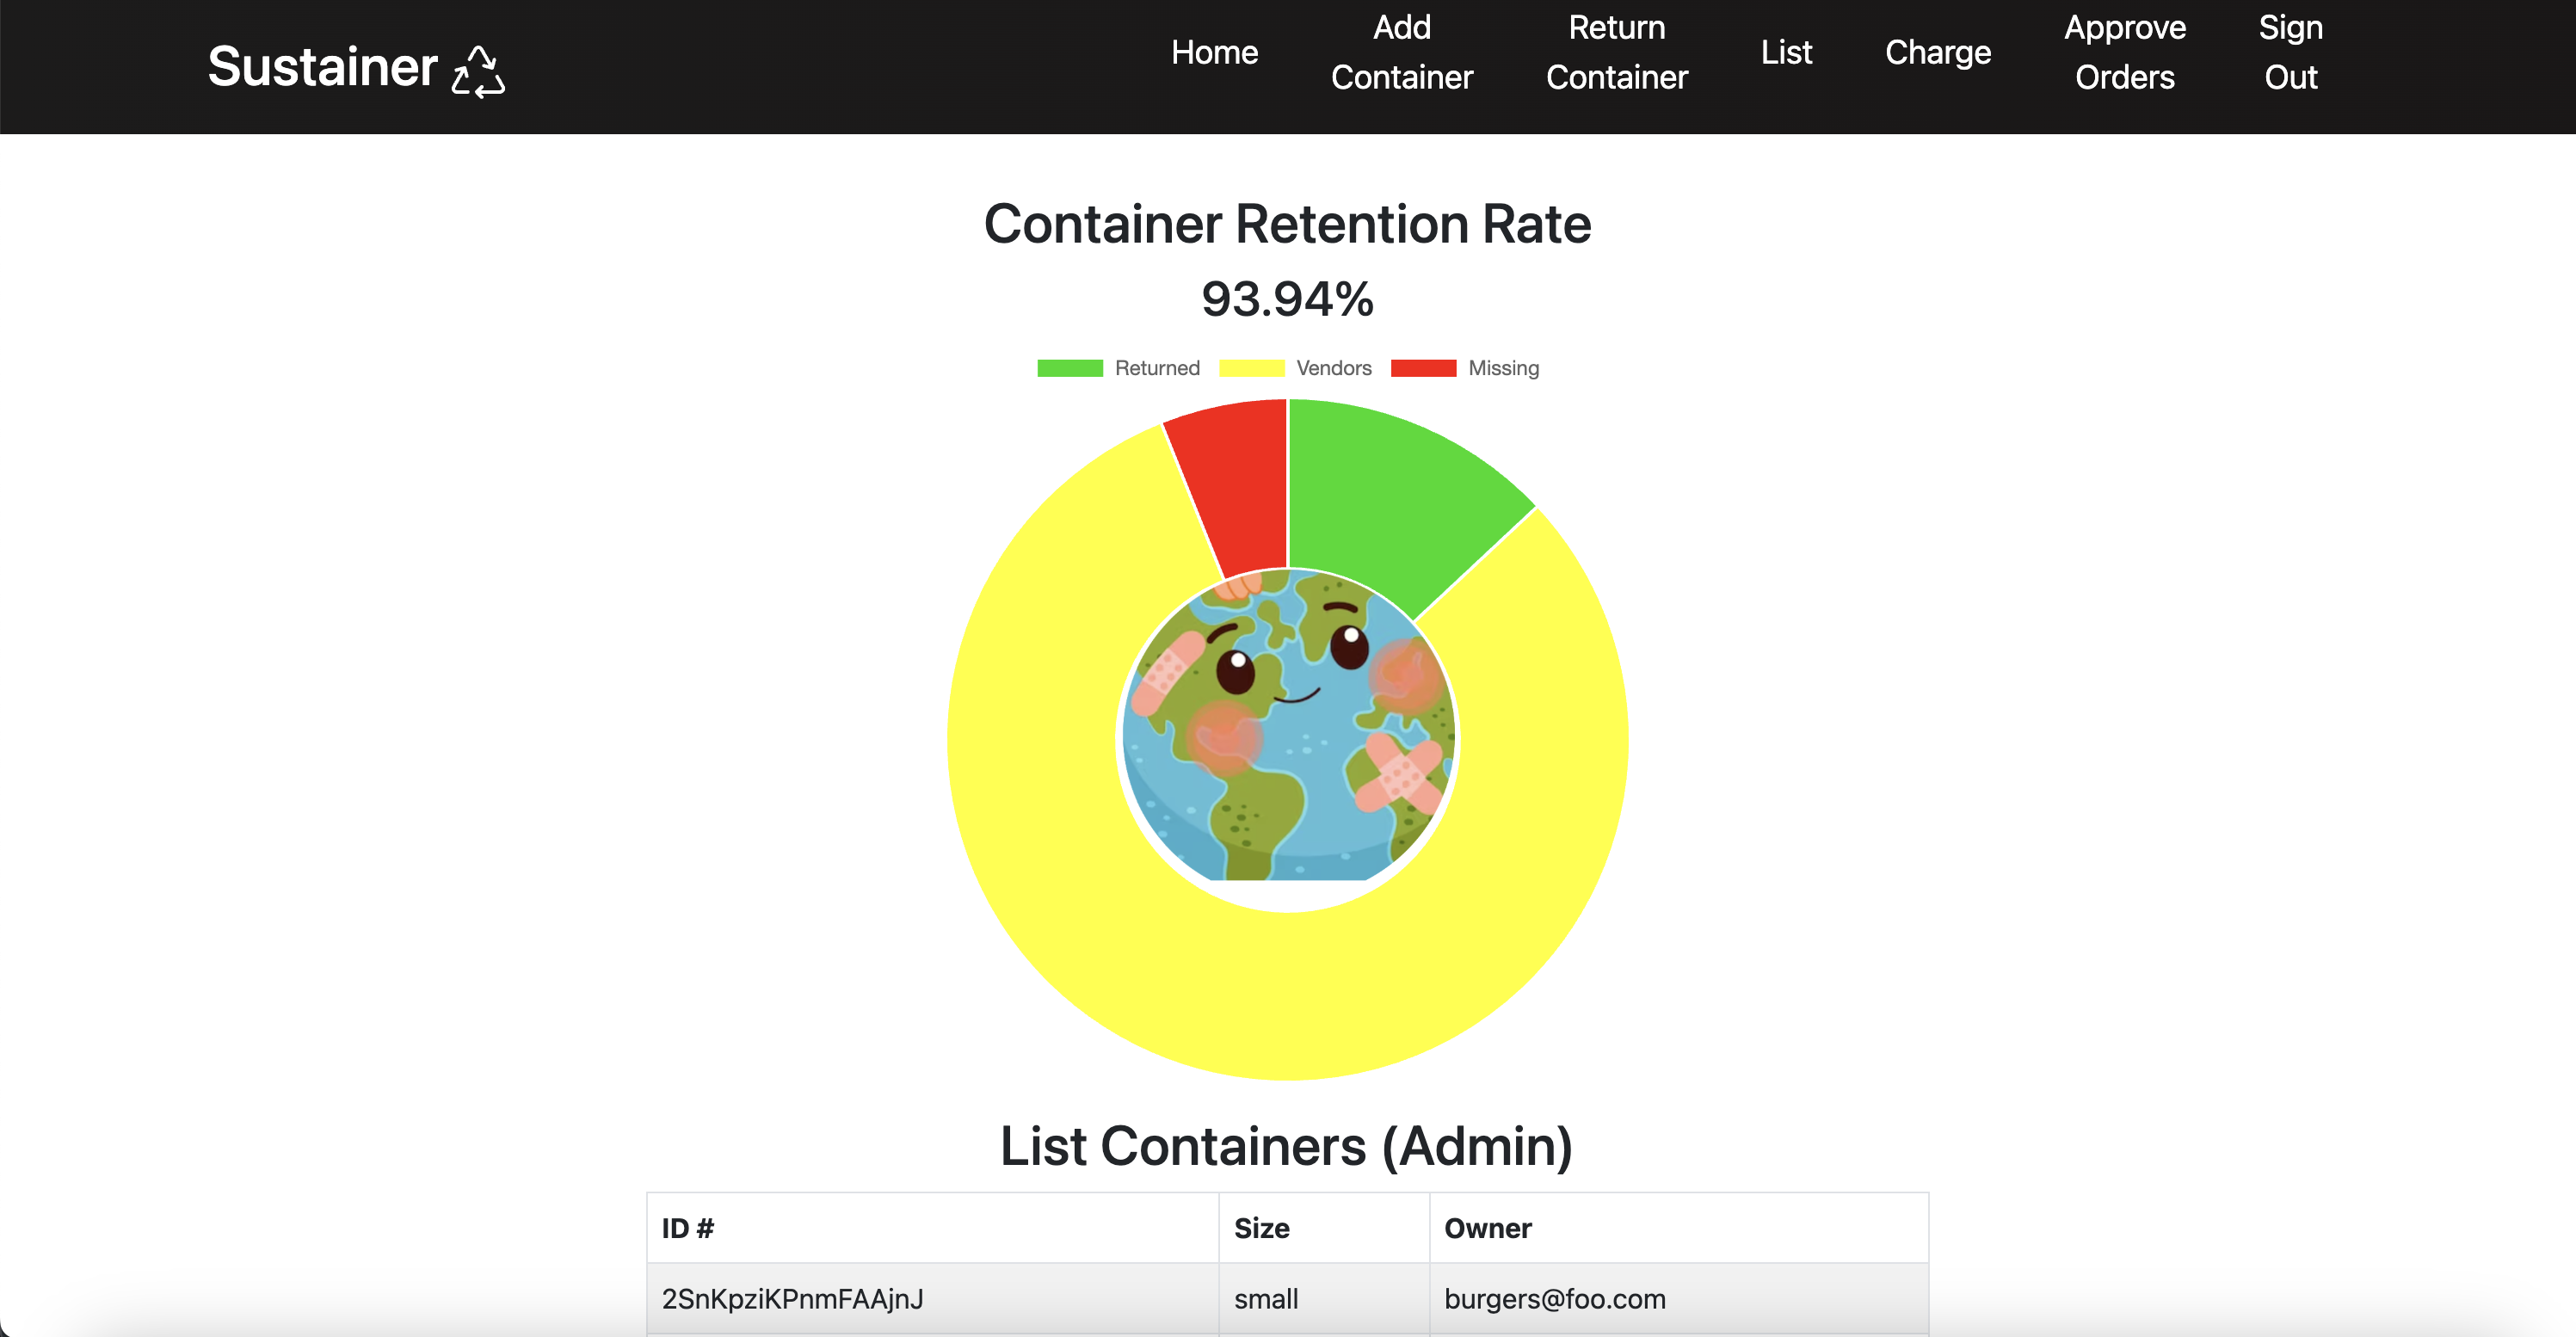 Sustainer
Home
Add
Container
Return
Container
List
Charge
Approve
Orders
Sign
Out
Container Retention Rate
93.94%
Returned Vendors Missing
List Containers (Admin)
ID # Size Owner
2SnKpziKPnmFAAjnJ small burgers@foo.com